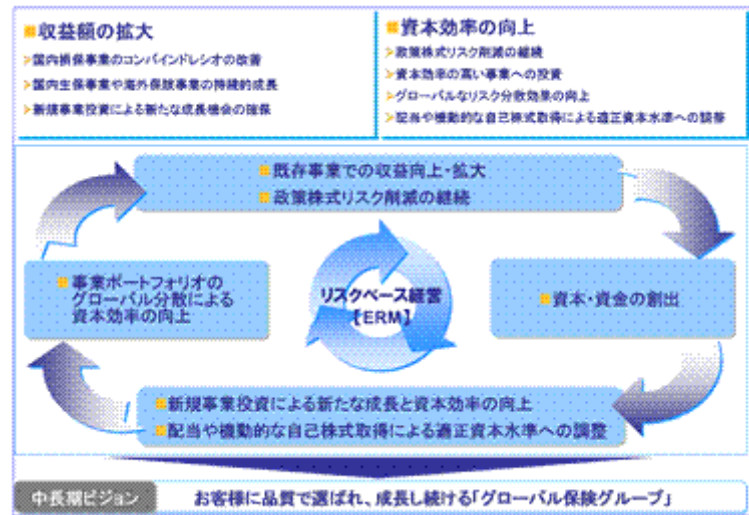 ■収益額の拡大
>国内損保事業のコンバインドレシオの改善
>国内生保事業や海外保険事業の持続的成長
>新規事業投資による新たな成長機会の確保
■資本効率の向上
>政策株式リスク削減の継続
>資本効率の高い事業への投資
>グローバルなリスク分散効果の向上
>配当や機動的な自己株式取得による適正資本水準への調整
■既存事業での収益向上・拡大
■政策株式リスク削減の継続
■事業ポートフォリオの
グローバル分散による
資本効率の向上
リスクベース経営
【ERM】
■資本・資金の創出
■新規事業投資による新たな成長と資本効率の向上
■配当や機動的な自己株式取得による適正資本水準への調整
中長期ビジョン
お客様に品質で選ばれ、成長し続ける「グローバル保険グループ」